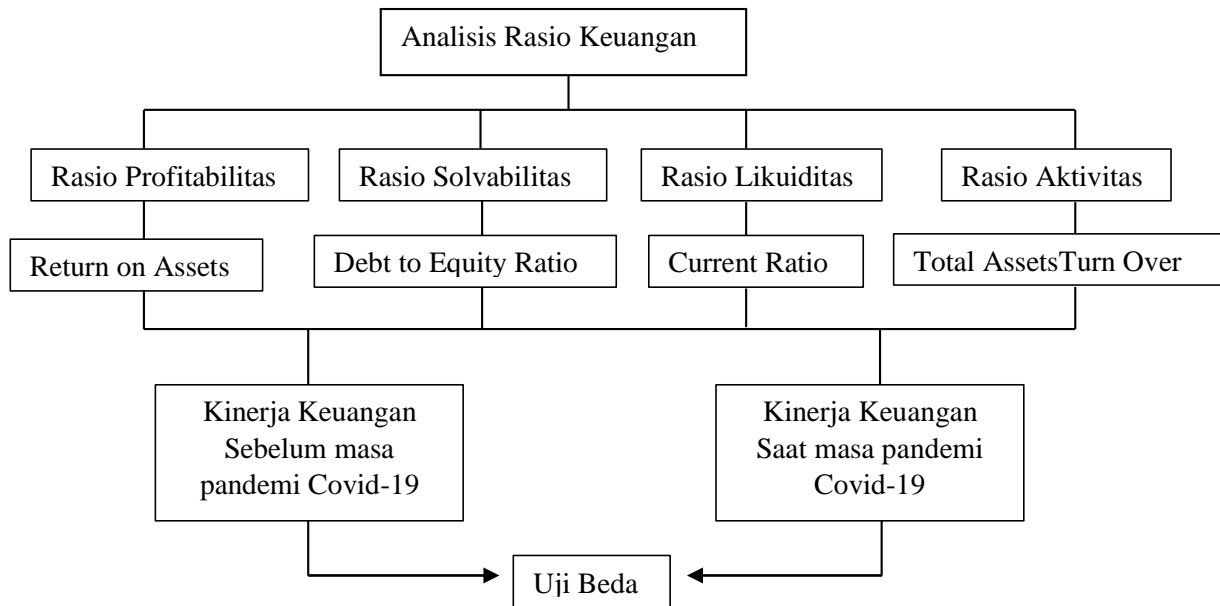 Analisis Rasio Keuangan
Rasio Profitabilitas
Rasio Solvabilitas
Rasio Likuiditas
Rasio Aktivitas
Return on Assets
Debt to Equity Ratio
Current Ratio
Total AssetsTurn Over
Kinerja Keuangan
Sebelum masa
pandemi Covid-19
Kinerja Keuangan
Saat masa pandemi
Covid-19
Uji Beda